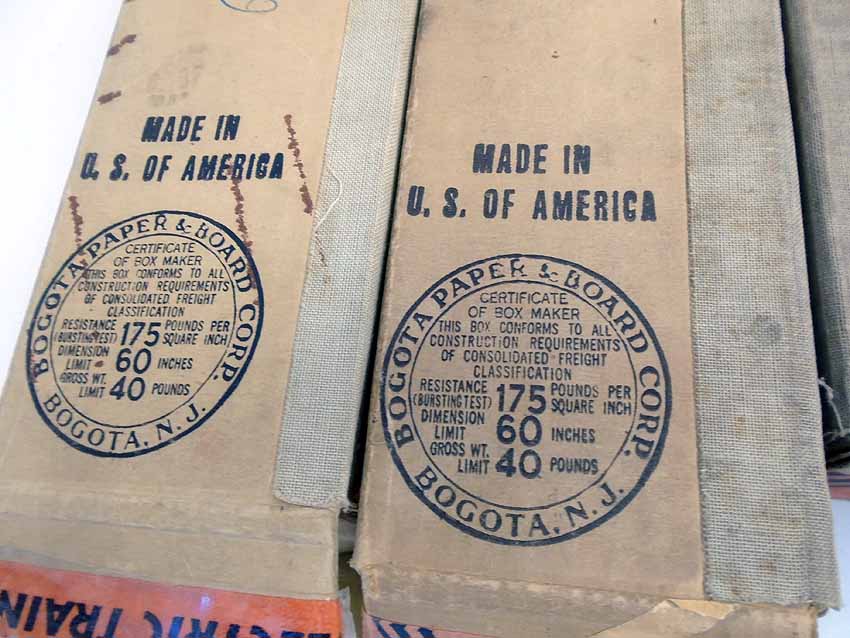 MADE IN
U. S. OF AMERICA
BOGOTA PAPER & BOARD CORP.
CERTIFICATE
OF BOX MAKER
THIS BOX CONFORMS TO ALL
CONSTRUCTION REQUIREMENTS
OF CONSOLIDATED FREIGHT
CLASSIFICATION
RESISTANCE (BURSTING TEST) 175 POUNDS PER SQUARE INCH
DIMENSION LIMIT 60 INCHES
GROSS WT. LIMIT 40 POUNDS
BOGOTA, N. J.
MADE IN
U. S. OF AMERICA
BOGOTA PAPER & BOARD CORP.
CERTIFICATE
OF BOX MAKER
THIS BOX CONFORMS TO ALL
CONSTRUCTION REQUIREMENTS
OF CONSOLIDATED FREIGHT
CLASSIFICATION
RESISTANCE (BURSTING TEST) 175 POUNDS PER SQUARE INCH
DIMENSION LIMIT 60 INCHES
GROSS WT. LIMIT 40 POUNDS
BOGOTA, N. J.
ELECTRIC TRAIN